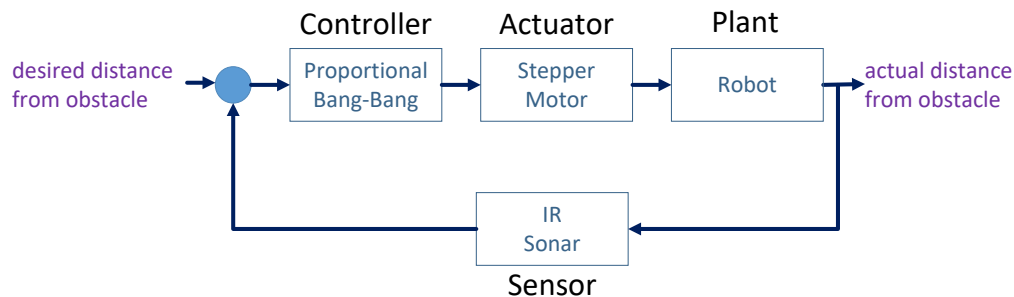 Controller
Actuator
Plant
desired distance
from obstacle
Proportional
Bang-Bang
Stepper
Motor
Robot
actual distance
from obstacle
IR
Sonar
Sensor